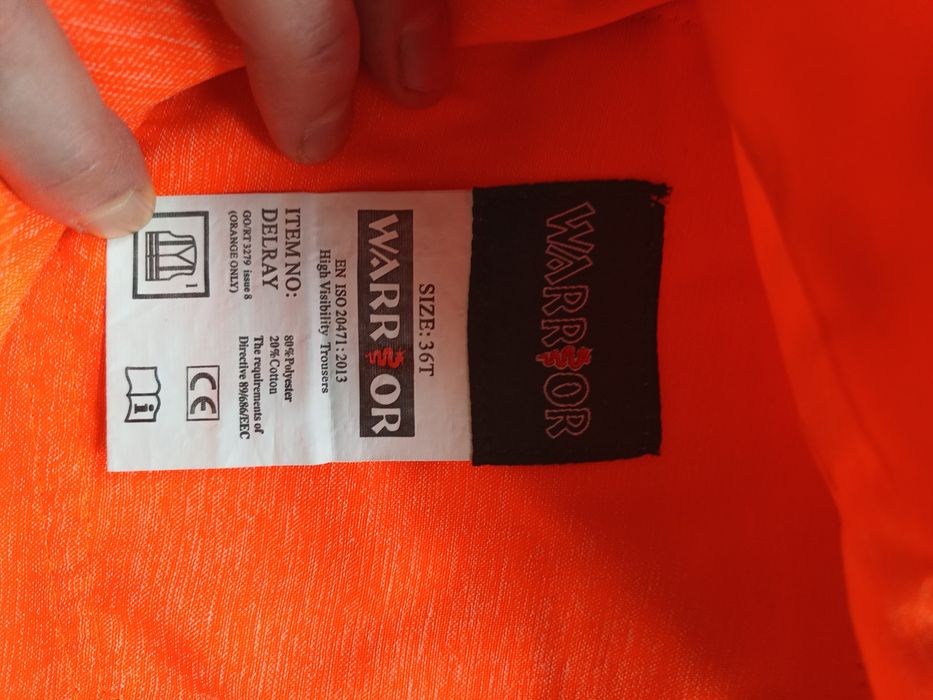 WARRIOR
SIZE: 36T
WARRIOR
EN ISO 20471: 2013
High Visibility Trousers
ITEM NO:
DELRAY
GO/RT 3279 issue 8
(ORANGE ONLY)
80%Polyester
20%Cotton
The requirements of
Directive 89/686/EEC
1
CE
i